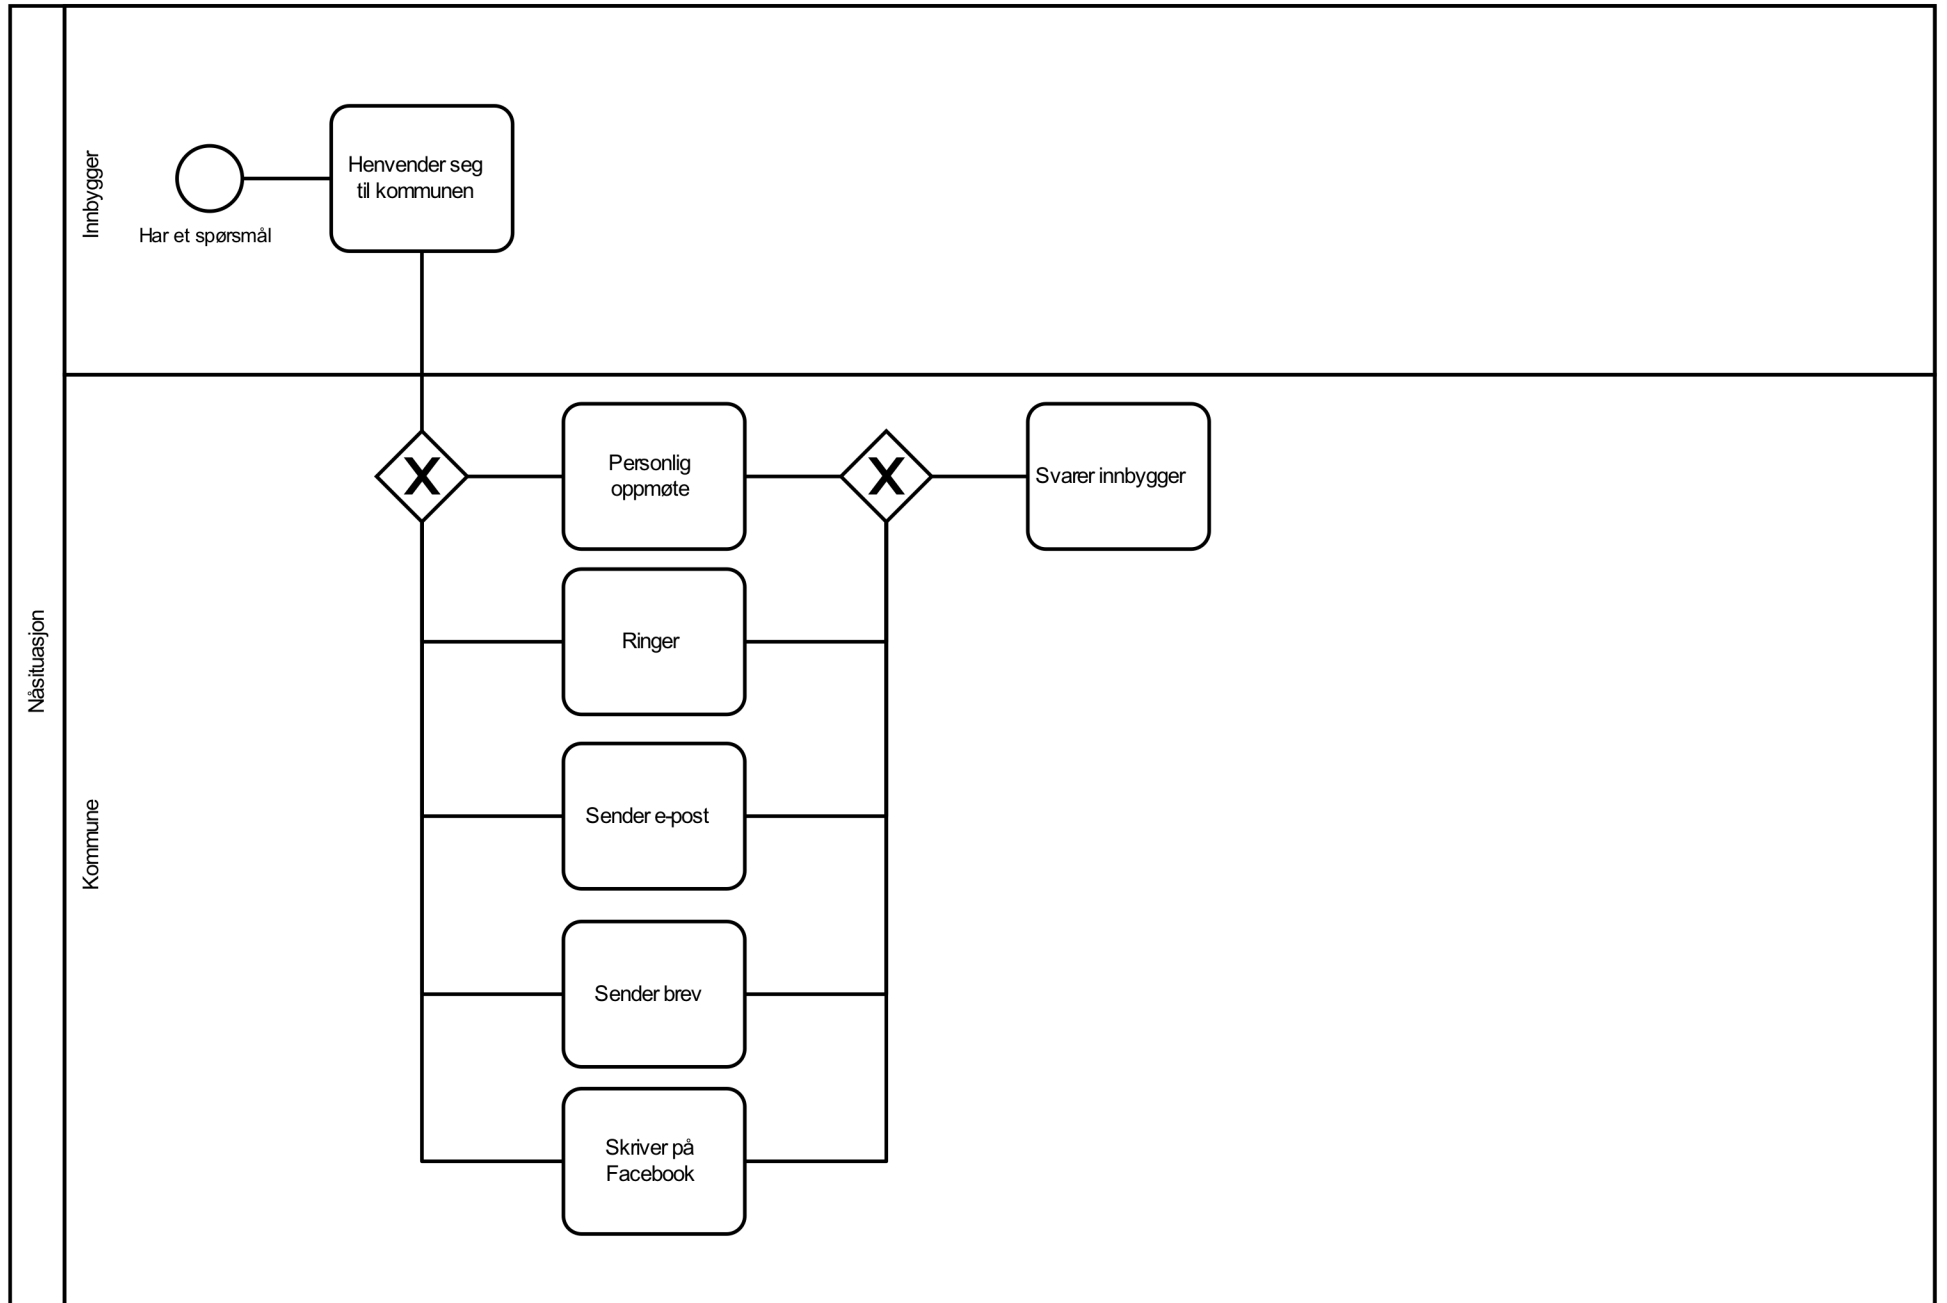 Nåsituasjon
Innbygger
Har et spørsmål
Henvender seg
til kommunen
Kommune
X
Personlig
oppmøte
X
Svarer innbygger
Ringer
Sender e-post
Sender brev
Skriver på
Facebook